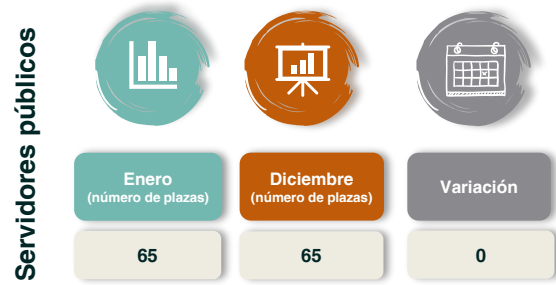 Servidores públicos
Enero
(número de plazas)
Diciembre
(número de plazas)
Variación
65
65
0